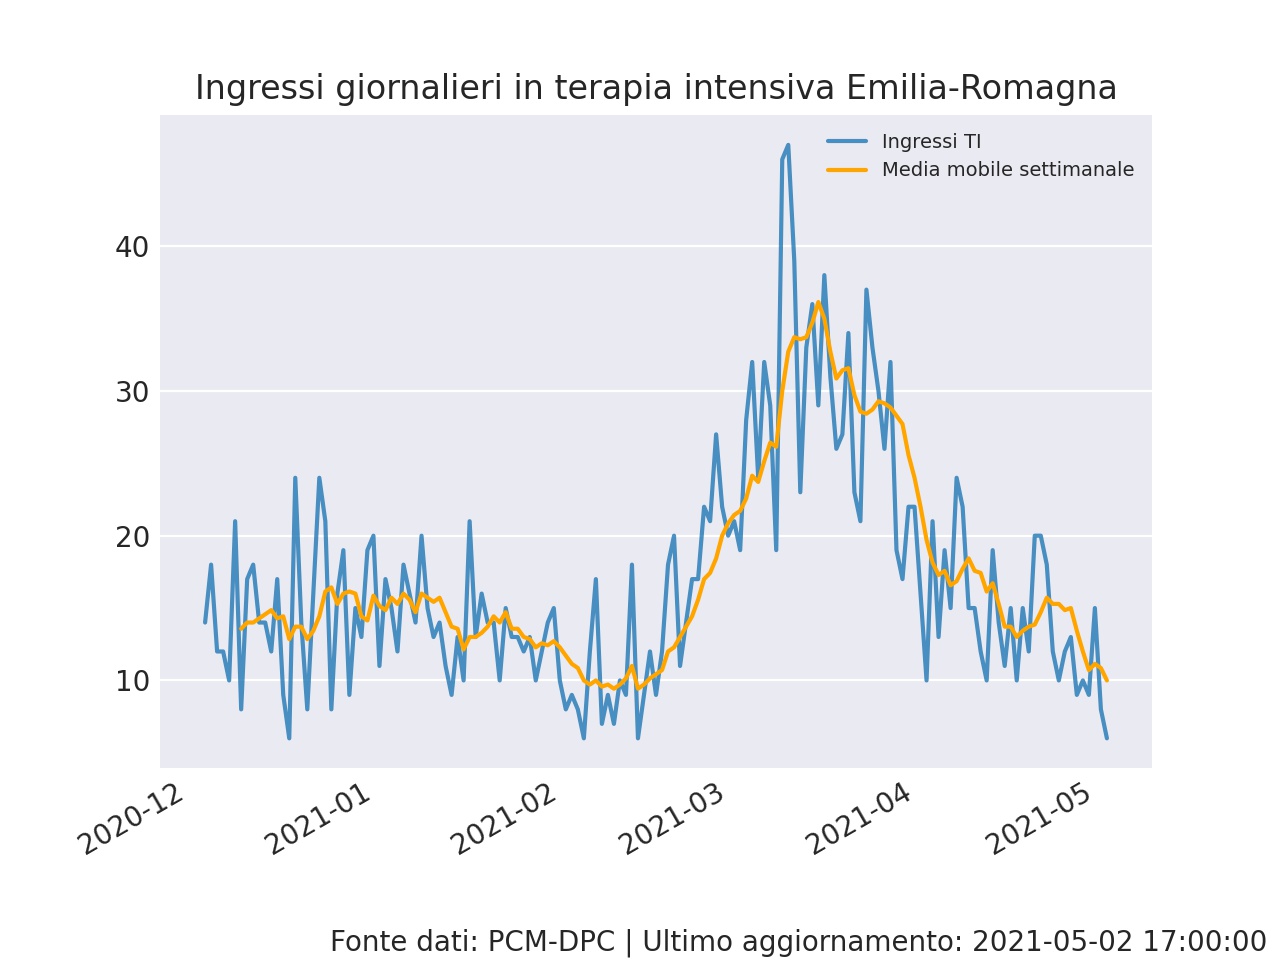 Ingressi giornalieri in terapia intensiva Emilia-Romagna
Ingressi TI
Media mobile settimanale
40
30
20
10
2020-12
2021-01
2021-02
2021-03
2021-04
2021-05
Fonte dati: PCM-DPC | Ultimo aggiornamento: 2021-05-02 17:00:00